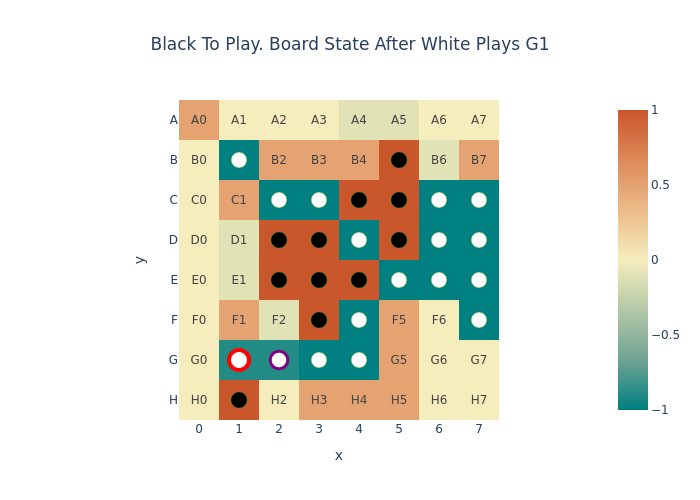 Black To Play. Board State After White Plays G1
A A0 A1 A2 A3 A4 A5 A6 A7
B B0 B2 B3 B4 B6 B7
C C0 C1
D D0 D1
E E0 E1
F F0 F1 F2 F5 F6
G G0 G5 G6 G7
H H0 H2 H3 H4 H5 H6 H7
0 1 2 3 4 5 6 7
x
y
1
0.5
0
−0.5
−1